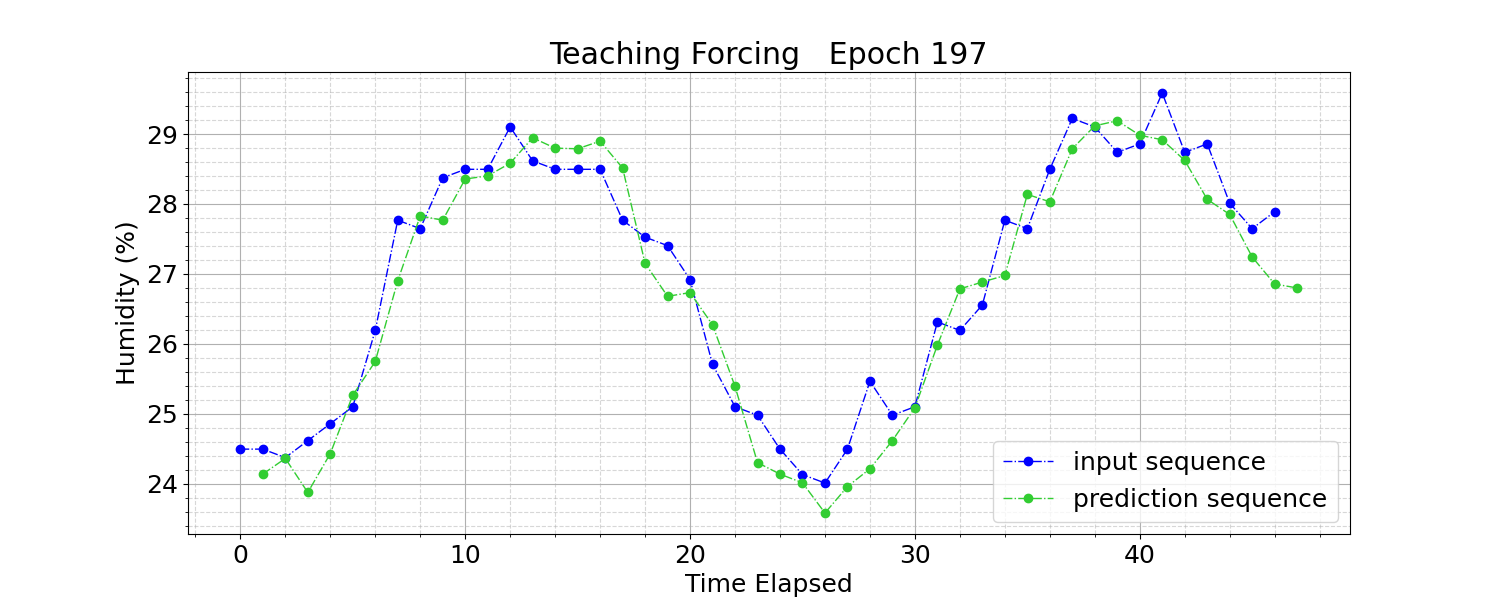 Teaching Forcing   Epoch 197
Humidity (%)
29
28
27
26
25
24
input sequence
prediction sequence
0 10 20 30 40
Time Elapsed